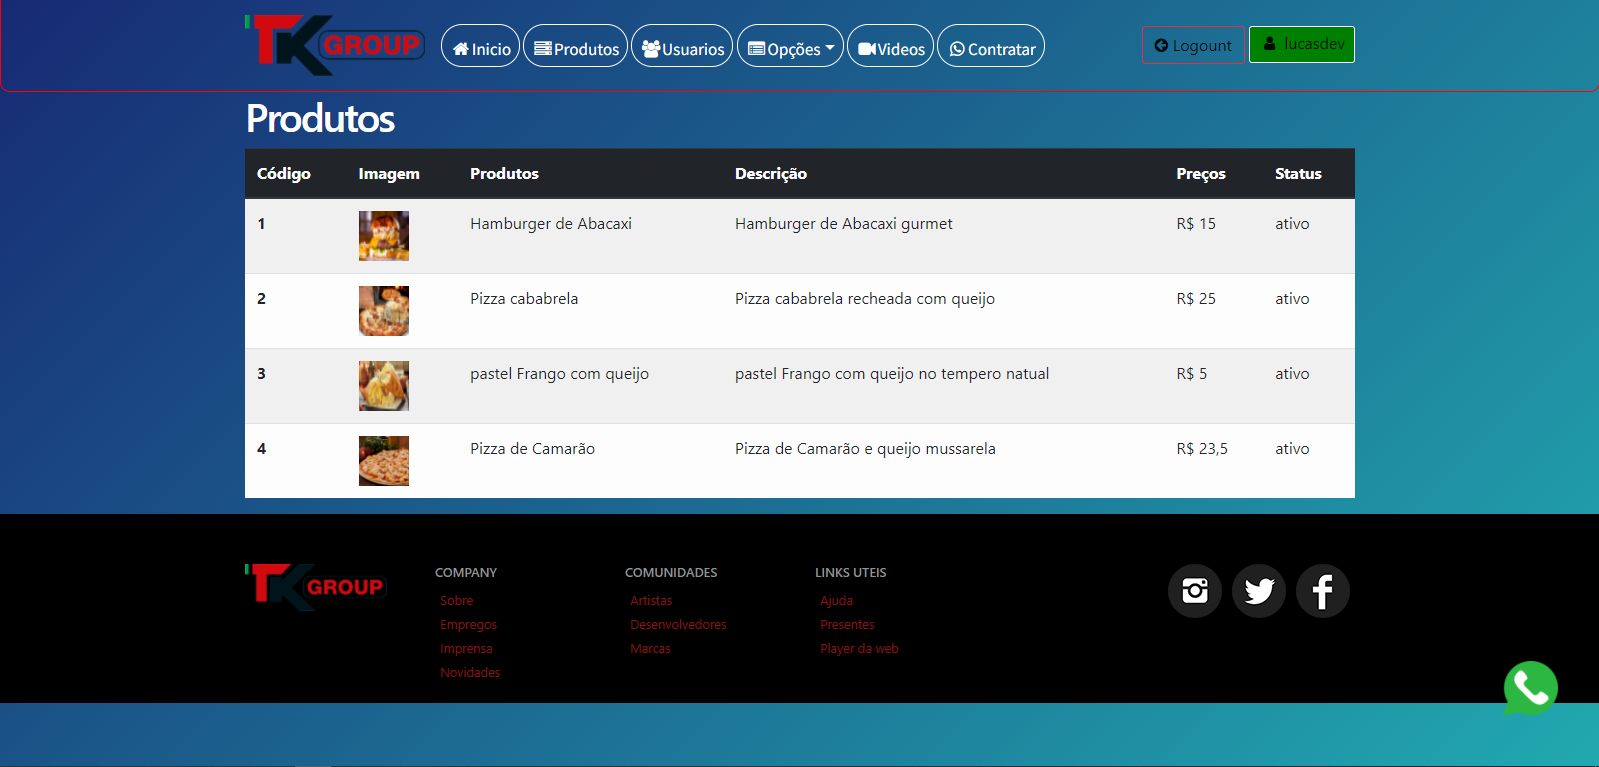 TK GROUP Inicio Produtos Usuarios Opções Videos Contratar Logount lucasdev
Produtos
Código Imagem Produtos Descrição Preços Status
1 Hamburger de Abacaxi Hamburger de Abacaxi gurmet R$ 15 ativo
2 Pizza cababrela Pizza cababrela recheada com queijo R$ 25 ativo
3 pastel Frango com queijo pastel Frango com queijo no tempero natual R$ 5 ativo
4 Pizza de Camarão Pizza de Camarão e queijo mussarela R$ 23,5 ativo
TK GROUP
COMPANY
Sobre
Empregos
Imprensa
Novidades
COMUNIDADES
Artistas
Desenvolvedores
Marcas
LINKS UTEIS
Ajuda
Presentes
Player da web